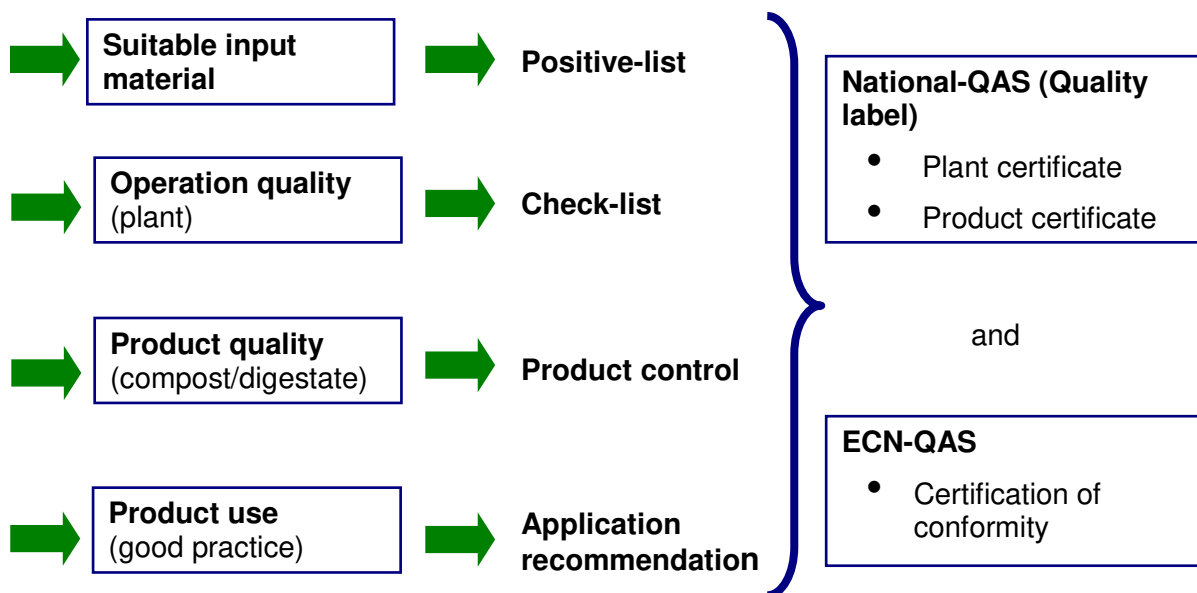 Suitable input
material
Positive-list
Operation quality
(plant)
Check-list
Product quality
(compost/digestate)
Product control
Product use
(good practice)
Application
recommendation
National-QAS (Quality
label)
• Plant certificate
• Product certificate
and
ECN-QAS
• Certification of
conformity